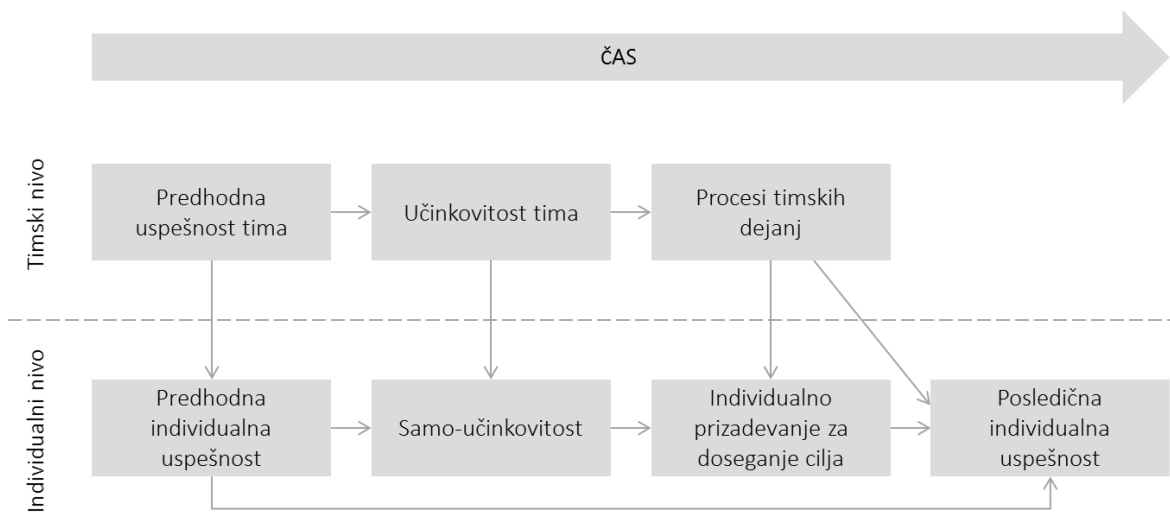 ČAS
Timski nivo
Predhodna
uspešnost tima
Učinkovitost tima
Procesi timskih
dejanj
Individualni nivo
Predhodna
individualna
uspešnost
Samo-učinkovitost
Individualno
prizadevanje za
doseganje cilja
Posledična
individualna
uspešnost